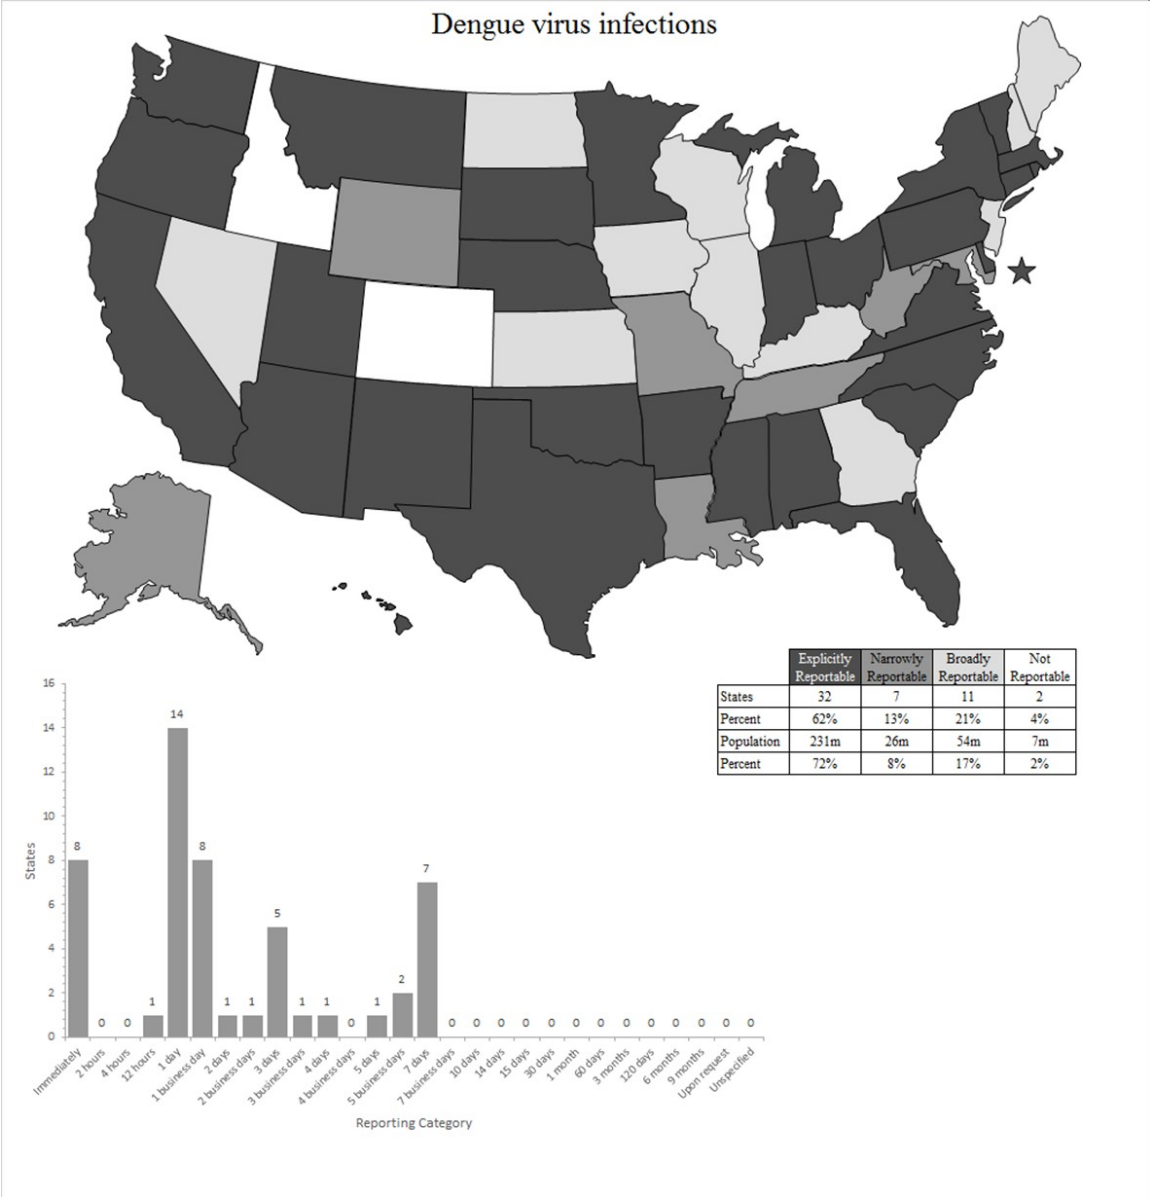 Dengue virus infections
Explicitly Reportable Narrowly Reportable Broadly Reportable Not Reportable
States 32 7 11 2
Percent 62% 13% 21% 4%
Population 231m 26m 54m 7m
Percent 72% 8% 17% 2%
16
14
12
10
8
6
4
2
0
States
8 0 0 1 14 8 1 1 5 1 1 0 1 2 7 0 0 0 0 0 0 0 0 0 0 0 0 0
Immediately
2 hours
4 hours
12 hours
1 day
1 business day
2 days
2 business days
3 days
3 business days
4 days
4 business days
5 days
5 business days
7 days
7 business days
10 days
14 days
15 days
30 days
1 month
60 days
3 months
120 days
6 months
9 months
Upon request
Unspecified
Reporting Category